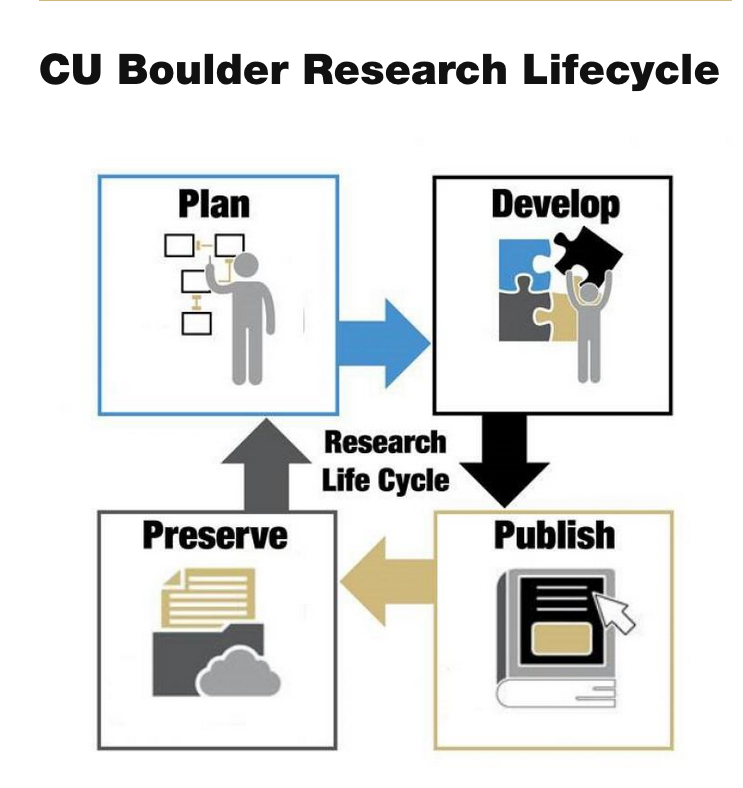 CU Boulder Research Lifecycle
Plan
Develop
Research
Life Cycle
Preserve
Publish